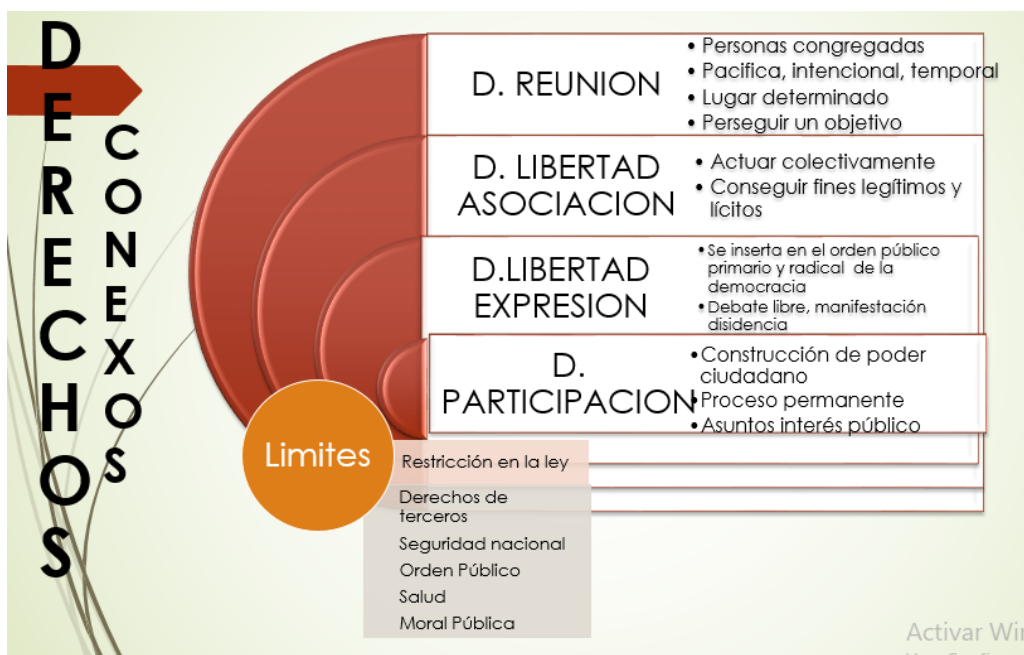 DERECHOS
CONEXOS
D. REUNION
• Personas congregadas
• Pacifica, intencional, temporal
• Lugar determinado
• Perseguir un objetivo
D. LIBERTAD
ASOCIACION
• Actuar colectivamente
• Conseguir fines legítimos y
lícitos
D.LIBERTAD
EXPRESION
• Se inserta en el orden público
primario y radical de la
democracia
• Debate libre, manifestación
disidencia
D.
PARTICIPACION
• Construcción de poder
ciudadano
• Proceso permanente
• Asuntos interés público
Limites
Restricción en la ley
Derechos de
terceros
Seguridad nacional
Orden Público
Salud
Moral Pública
Activar Win